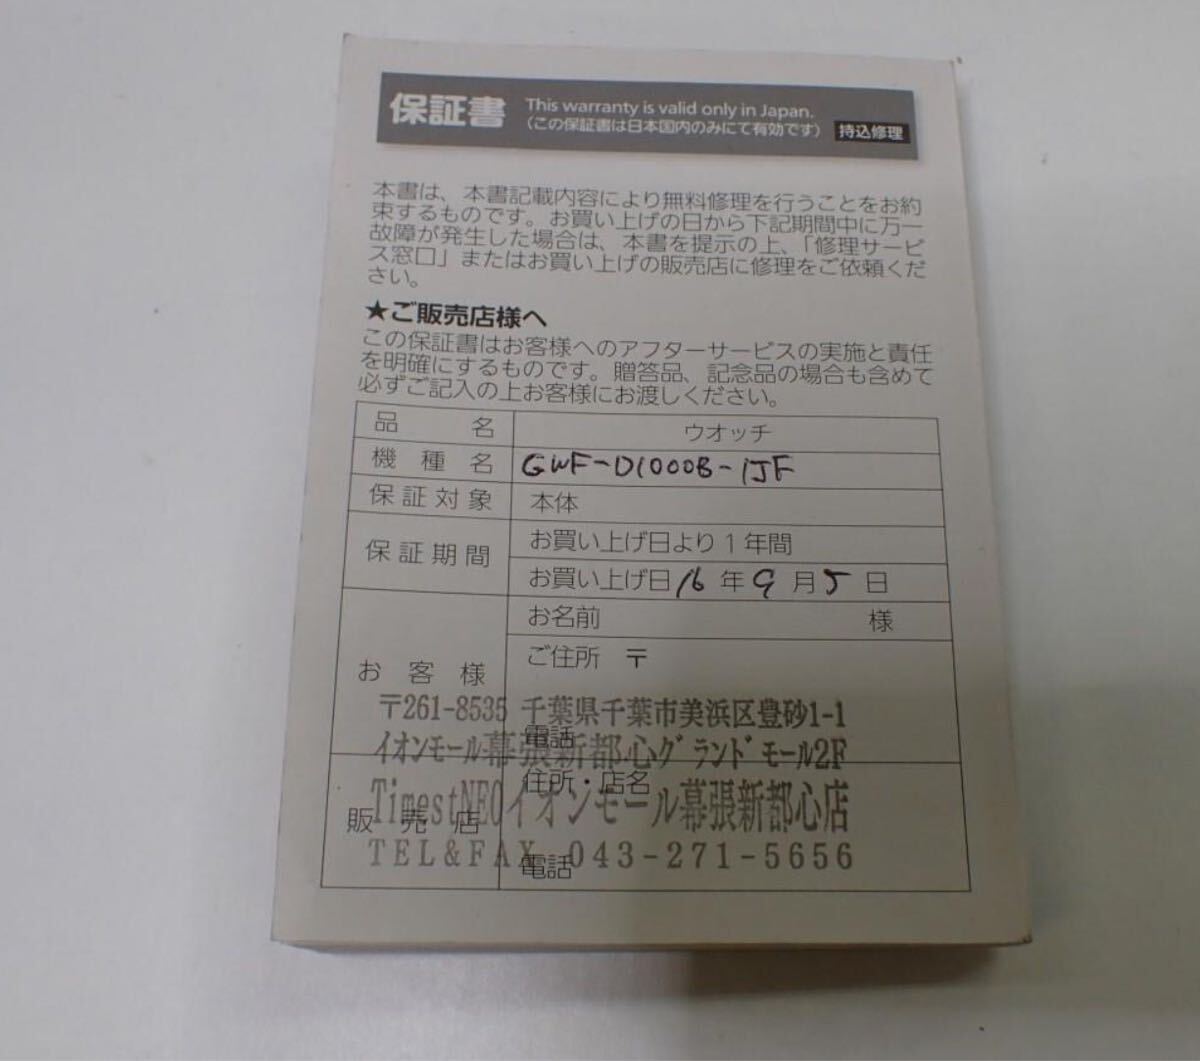 保証書 This warranty is valid only in Japan.
（この保証書は日本国内のみにて有効です） 持込修理
本書は、本書記載内容により無料修理を行うことをお約
束するものです。お買い上げの日から下記期間中に万一
故障が発生した場合は、本書を提示の上、「修理サービ
ス窓口」またはお買い上げの販売店に修理をご依頼くだ
さい。
★ご販売店様へ
この保証書はお客様へのアフターサービスの実施と責任
を明確にするものです。贈答品、記念品の場合も含めて
必ずご記入の上お客様にお渡しください。
品名 ウオッチ
機種名 GWF-D1000B-1JF
保証対象 本体
保証期間 お買い上げ日より1年間
お買い上げ日 16 年 9 月 5 日
お客様 お名前 様
ご住所 〒
〒261-8535 千葉県千葉市美浜区豊砂1-1
電話
イオンモール幕張新都心グランドモール2F
住所・店名
TimestNEOイオンモール幕張新都心店
販売店
TEL&FAX 043-271-5656
電話